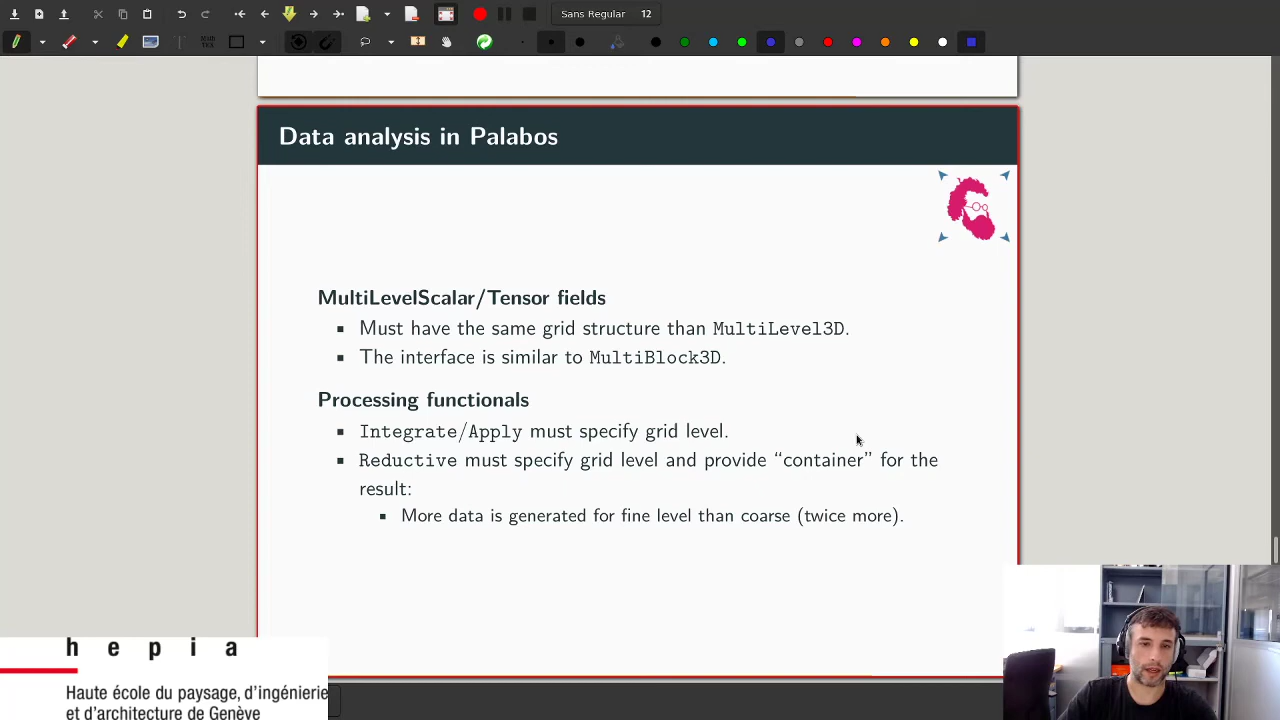 Sans Regular 12
Data analysis in Palabos
MultiLevelScalar/Tensor fields
▪ Must have the same grid structure than MultiLevel3D.
▪ The interface is similar to MultiBlock3D.
Processing functionals
▪ Integrate/Apply must specify grid level.
▪ Reductive must specify grid level and provide “container” for the
result:
▪ More data is generated for fine level than coarse (twice more).
h e p i a
Haute école du paysage, d'ingénierie
et d'architecture de Genève